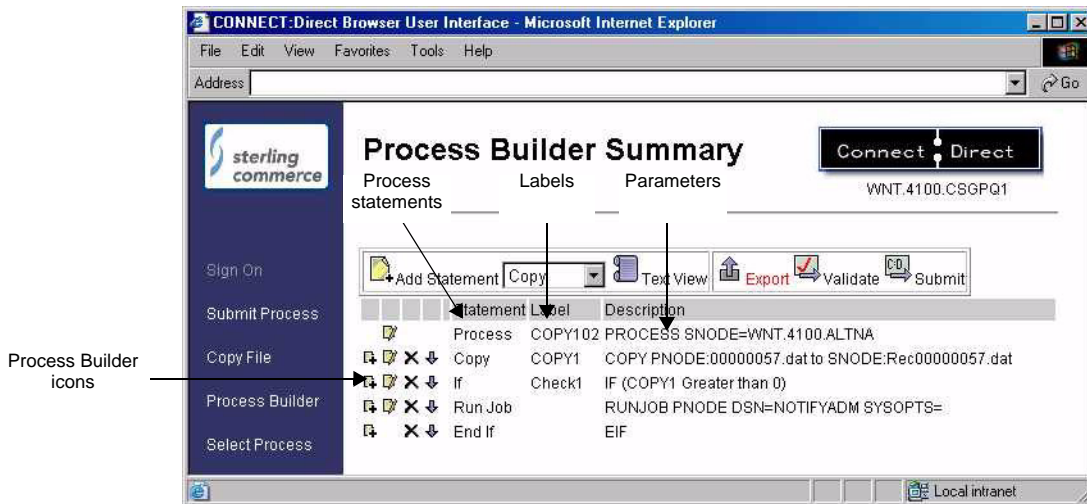 CONNECT:Direct Browser User Interface - Microsoft Internet Explorer
File Edit View Favorites Tools Help
Address Go
sterling
commerce
Process Builder Summary
Connect Direct
WNT.4100.CSGPQ1
Process
statements
Labels
Parameters
Sign On
Submit Process
Copy File
Process Builder
Select Process
Process Builder
icons
Add Statement Copy Text View Export Validate C:D, Submit
Statement Label Description
Process COPY102 PROCESS SNODE=WNT.4100.ALTNA
Copy COPY1 COPY PNODE:00000057.dat to SNODE:Rec00000057.dat
If Check1 IF (COPY1 Greater than 0)
Run Job RUNJOB PNODE DSN=NOTIFYADM SYSOPTS=
End If EIF
Local intranet